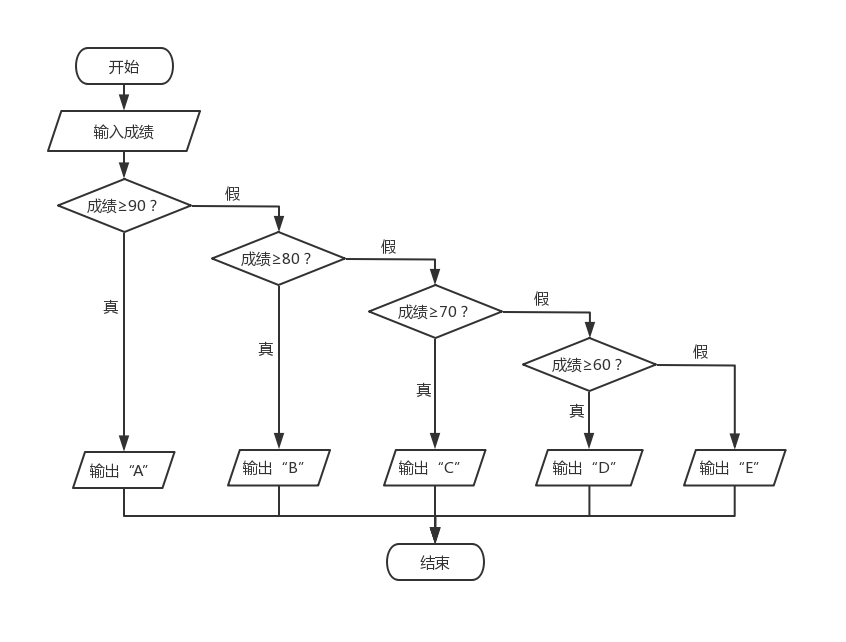 开始
输入成绩
成绩≥90？
假
成绩≥80？
假
成绩≥70？
假
成绩≥60？
假
真
真
真
真
输出“A”
输出“B”
输出“C”
输出“D”
输出“E”
结束